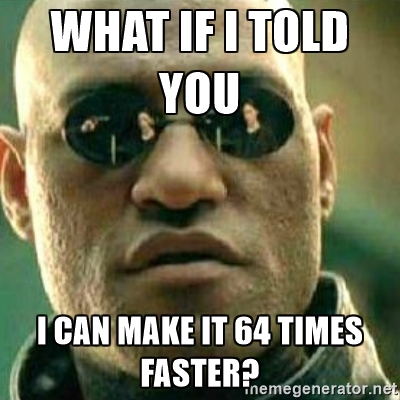 WHAT IF I TOLD
YOU
I CAN MAKE IT 64 TIMES
FASTER?
memegenerator.net